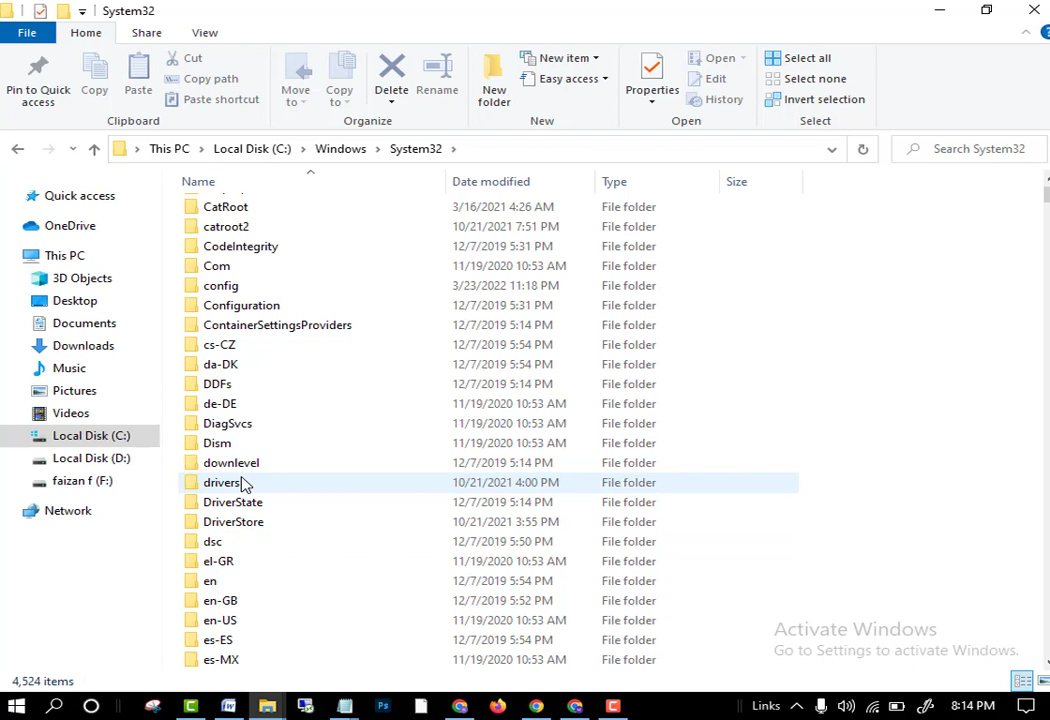 System32
File Home Share View
Pin to Quick access
Copy
Paste
Cut
Copy path
Paste shortcut
Clipboard
Move to
Copy to
Delete
Rename
Organize
New folder
New item
Easy access
New
Properties
Open
Edit
History
Open
Select all
Select none
Invert selection
Select
This PC > Local Disk (C:) > Windows > System32 >
Search System32
Name Date modified Type Size
Quick access
OneDrive
This PC
3D Objects
Desktop
Documents
Downloads
Music
Pictures
Videos
Local Disk (C:)
Local Disk (D:)
faizan f (F:)
Network
CatRoot 3/16/2021 4:26 AM File folder
catroot2 10/21/2021 7:51 PM File folder
CodeIntegrity 12/7/2019 5:31 PM File folder
Com 11/19/2020 10:53 AM File folder
config 3/23/2022 11:18 PM File folder
Configuration 12/7/2019 5:31 PM File folder
ContainerSettingsProviders 12/7/2019 5:14 PM File folder
cs-CZ 12/7/2019 5:54 PM File folder
da-DK 12/7/2019 5:54 PM File folder
DDFs 12/7/2019 5:14 PM File folder
de-DE 11/19/2020 10:53 AM File folder
DiagSvcs 11/19/2020 10:53 AM File folder
Dism 11/19/2020 10:53 AM File folder
downlevel 12/7/2019 5:14 PM File folder
drivers 10/21/2021 4:00 PM File folder
DriverState 12/7/2019 5:14 PM File folder
DriverStore 10/21/2021 3:55 PM File folder
dsc 12/7/2019 5:50 PM File folder
el-GR 11/19/2020 10:53 AM File folder
en 12/7/2019 5:54 PM File folder
en-GB 12/7/2019 5:52 PM File folder
en-US 11/19/2020 10:53 AM File folder
es-ES 12/7/2019 5:54 PM File folder
es-MX 11/19/2020 10:53 AM File folder
Activate Windows
Go to Settings to activate Windows.
4,524 items
Links 8:14 PM